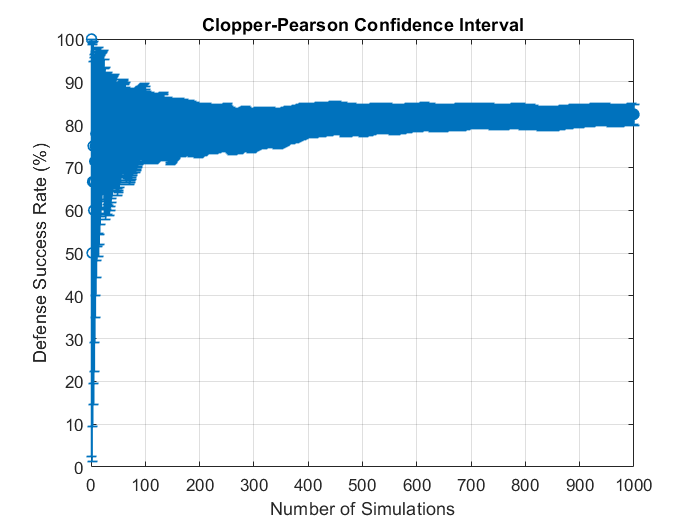 Clopper-Pearson Confidence Interval
100
90
80
70
60
50
40
30
20
10
0
Defense Success Rate (%)
0 100 200 300 400 500 600 700 800 900 1000
Number of Simulations